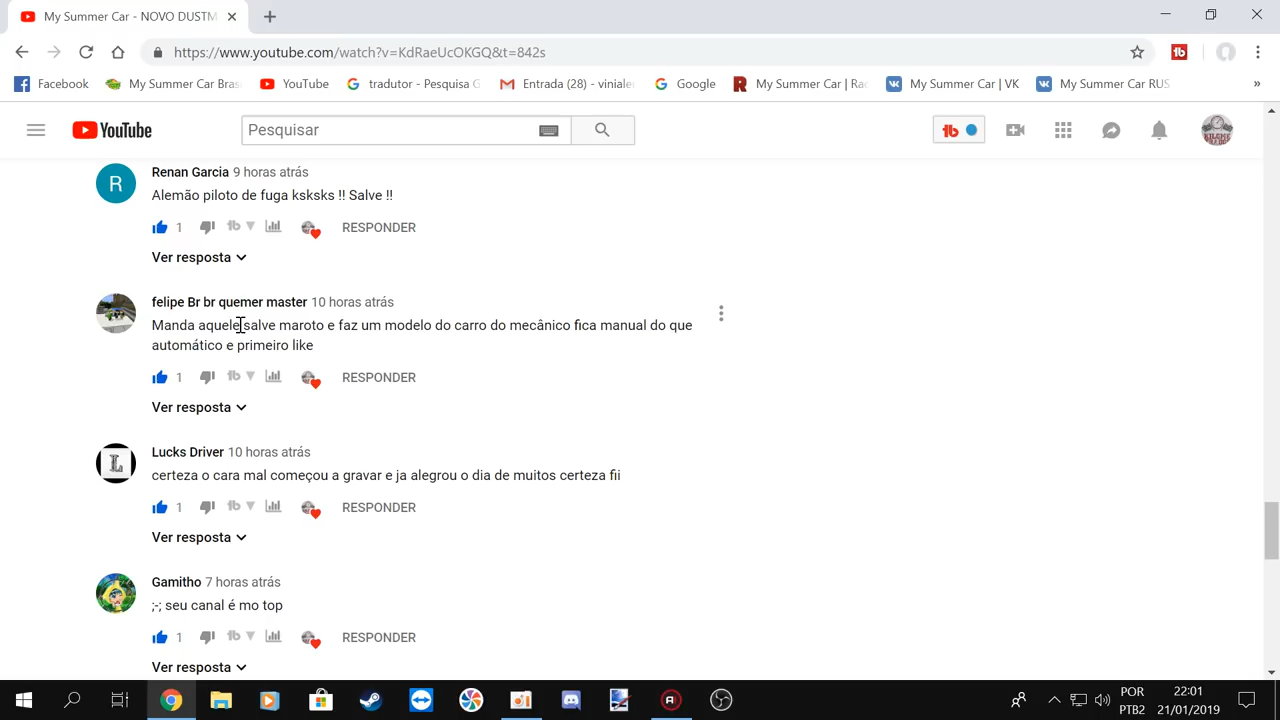 My Summer Car - NOVO DUSTM
https://www.youtube.com/watch?v=KdRaeUcOKGQ&t=842s
Facebook My Summer Car Bras YouTube tradutor - Pesquisa G Entrada (28) - viniale Google My Summer Car | Rac My Summer Car | VK My Summer Car RUS »
YouTube Pesquisar
Renan Garcia 9 horas atrás
Alemão piloto de fuga ksksks !! Salve !!
1 RESPONDER
Ver resposta
felipe Br br quemer master 10 horas atrás
Manda aquele salve maroto e faz um modelo do carro do mecânico fica manual do que
automático e primeiro like
1 RESPONDER
Ver resposta
Lucks Driver 10 horas atrás
certeza o cara mal começou a gravar e ja alegrou o dia de muitos certeza fii
1 RESPONDER
Ver resposta
Gamitho 7 horas atrás
;-; seu canal é mo top
1 RESPONDER
Ver resposta
POR 22:01
PTB2 21/01/2019